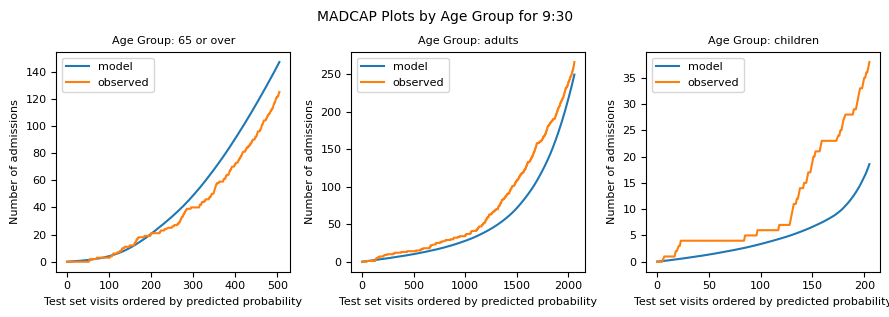 MADCAP Plots by Age Group for 9:30
Age Group: 65 or over
model
observed
Number of admissions
0
20
40
60
80
100
120
140
0
100
200
300
400
500
Test set visits ordered by predicted probability
Age Group: adults
model
observed
Number of admissions
0
50
100
150
200
250
0
500
1000
1500
2000
Test set visits ordered by predicted probability
Age Group: children
model
observed
Number of admissions
0
5
10
15
20
25
30
35
0
50
100
150
200
Test set visits ordered by predicted probability